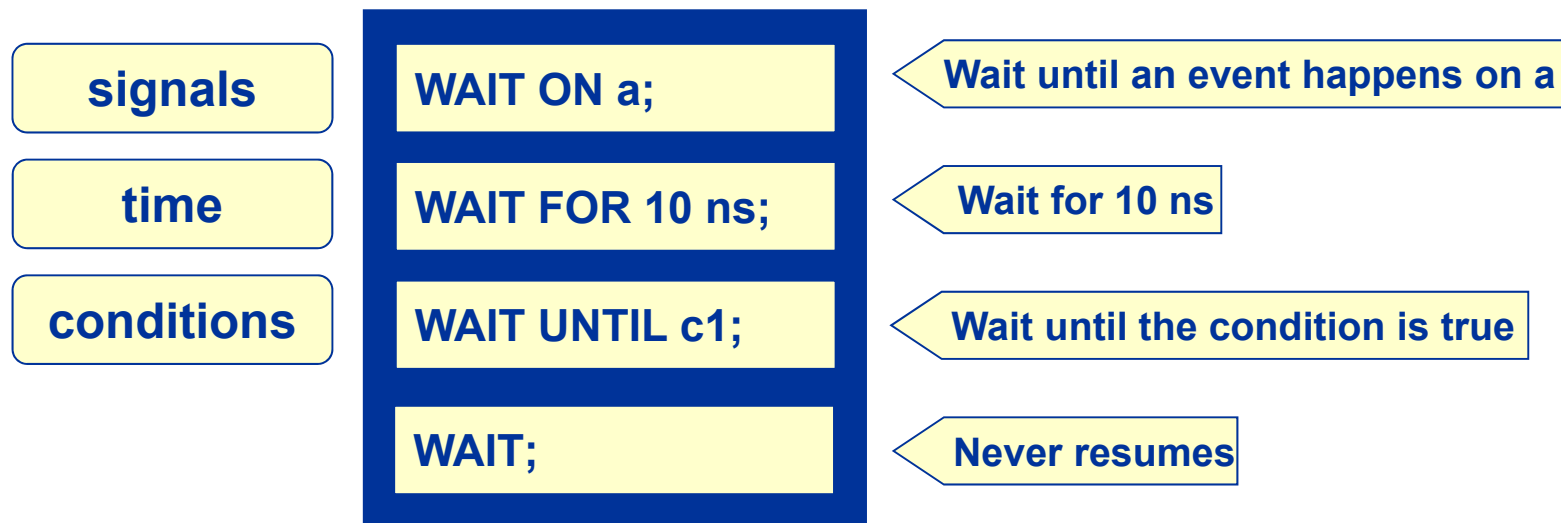 signals
WAIT ON a;
Wait until an event happens on a
time
WAIT FOR 10 ns;
Wait for 10 ns
conditions
WAIT UNTIL c1;
Wait until the condition is true
WAIT;
Never resumes